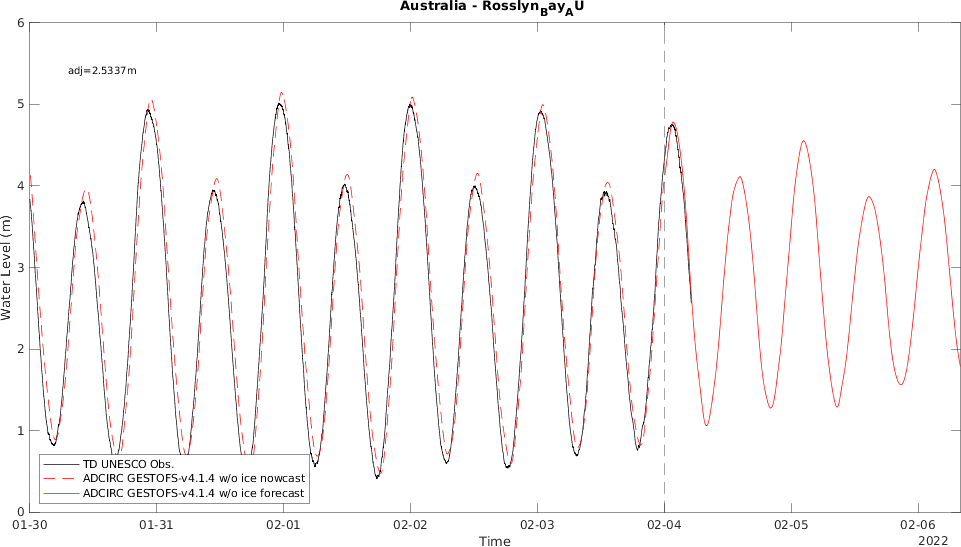 Australia - Rosslyn_Bay_AU
6
adj=2.5337m
5
4
3
2
1
0
Water Level (m)
TD UNESCO Obs.
ADCIRC GESTOFS-v4.1.4 w/o ice nowcast
ADCIRC GESTOFS-v4.1.4 w/o ice forecast
01-30 01-31 02-01 02-02 02-03 02-04 02-05 02-06
Time 2022